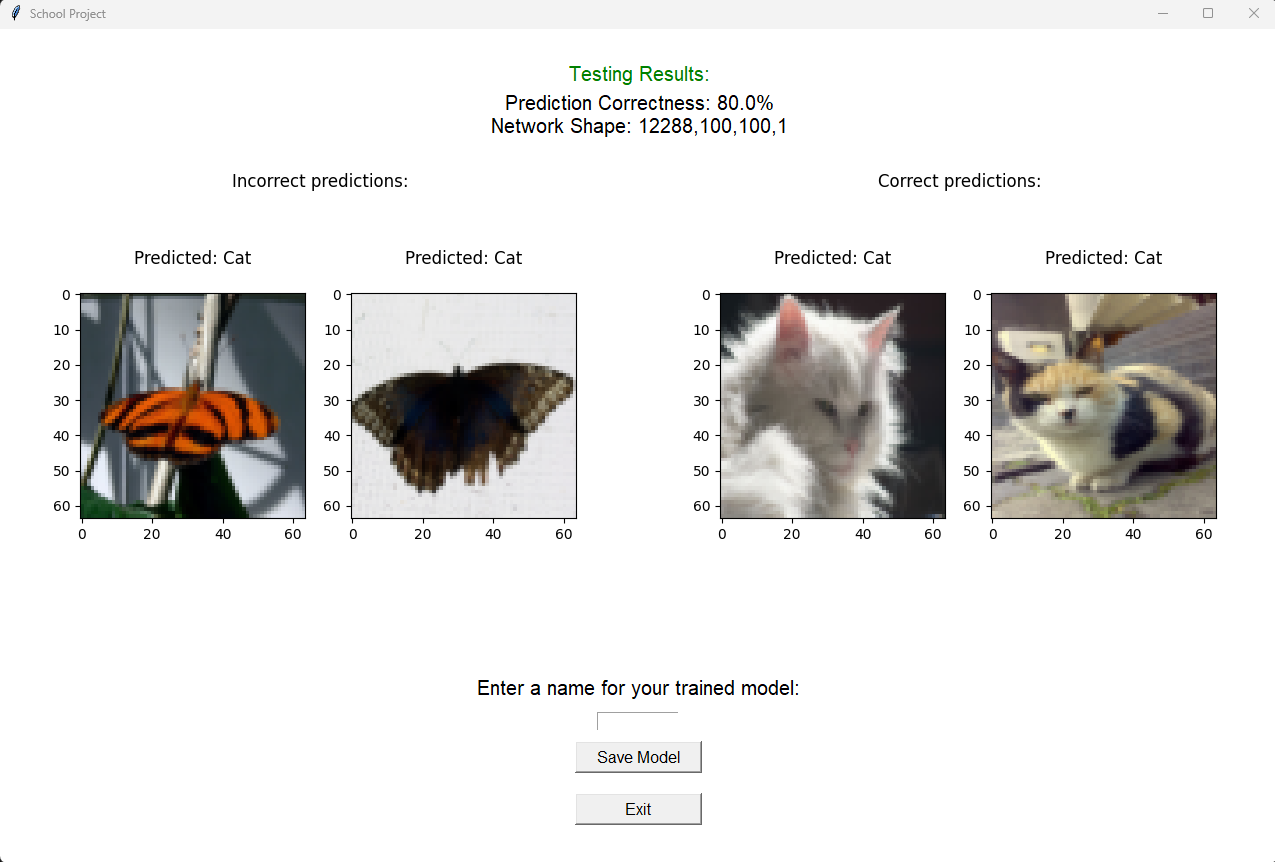 School Project
Testing Results:
Prediction Correctness: 80.0%
Network Shape: 12288,100,100,1
Incorrect predictions:
Correct predictions:
Predicted: Cat
Predicted: Cat
Predicted: Cat
Predicted: Cat
0
10
20
30
40
50
60
0 20 40 60
0
10
20
30
40
50
60
0 20 40 60
0
10
20
30
40
50
60
0 20 40 60
0
10
20
30
40
50
60
0 20 40 60
Enter a name for your trained model:
Save Model
Exit